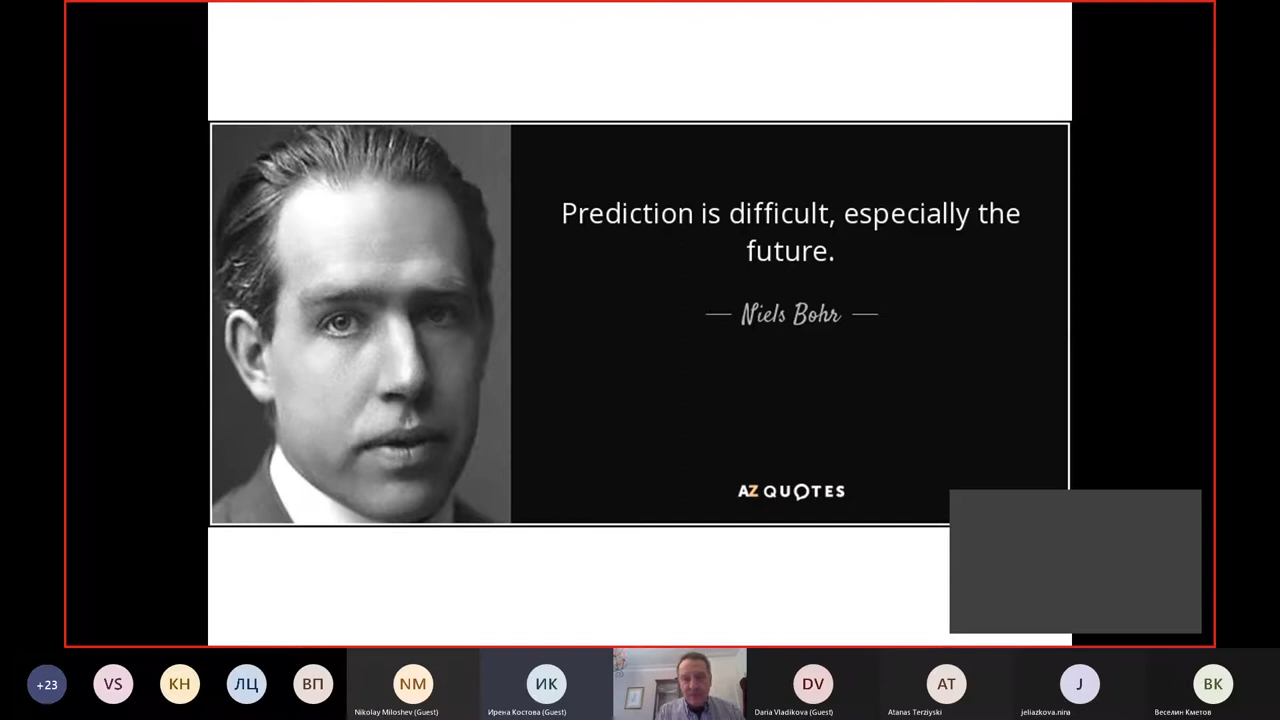 Prediction is difficult, especially the
future.
Niels Bohr
AZ QUOTES
+23
VS
КН
ЛЦ
ВП
NM
ИК
DV
AT
J
ВК
Nikolay Miloshev (Guest)
Ирена Костова (Guest)
Daria Vladikova (Guest)
Atanas Terziyski
jeliazkova.nina
Веселин Кметов